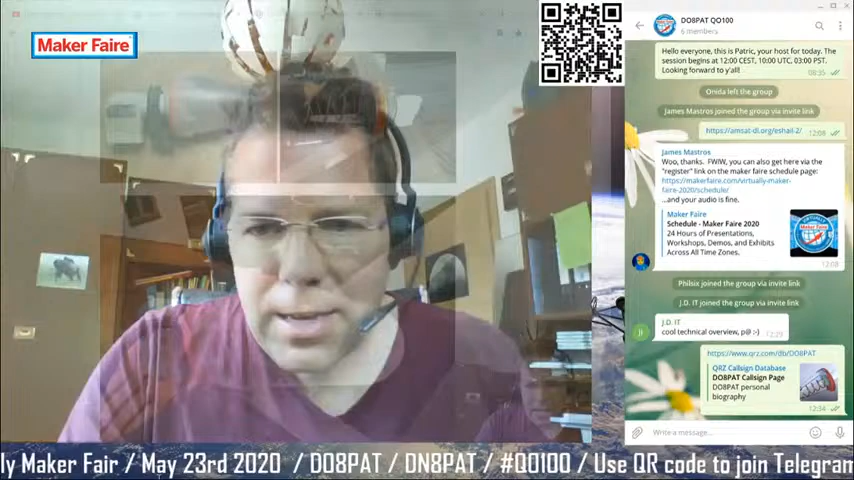 Maker Faire
DO8PAT QO100
6 members
Hello everyone, this is Patric, your host for today. The
session begins at 12:00 CEST, 10:00 UTC, 03:00 PST.
Looking forward to y'all!
08:35
Onida left the group
James Mastros joined the group via invite link
https://amsat-dl.org/eshail-2/
12:08
James Mastros
Woo, thanks. FWIW, you can also get here via the
"register" link on the maker faire schedule page:
https://makerfaire.com/virtually-maker-
faire-2020/schedule/
...and your audio is fine.
Maker Faire
Schedule - Maker Faire 2020
24 Hours of Presentations,
Workshops, Demos, and Exhibits
Across All Time Zones.
12:08
Philsix joined the group via invite link
J.D. IT joined the group via invite link
J.D. IT
cool technical overview, p@ :-)
12:29
https://www.qrz.com/db/DO8PAT
QRZ Callsign Database
DO8PAT Callsign Page
DO8PAT personal
biography
12:34
Write a message...
ly Maker Fair / May 23rd 2020 / DO8PAT / DN8PAT / #QO100 / Use QR code to join Telegram